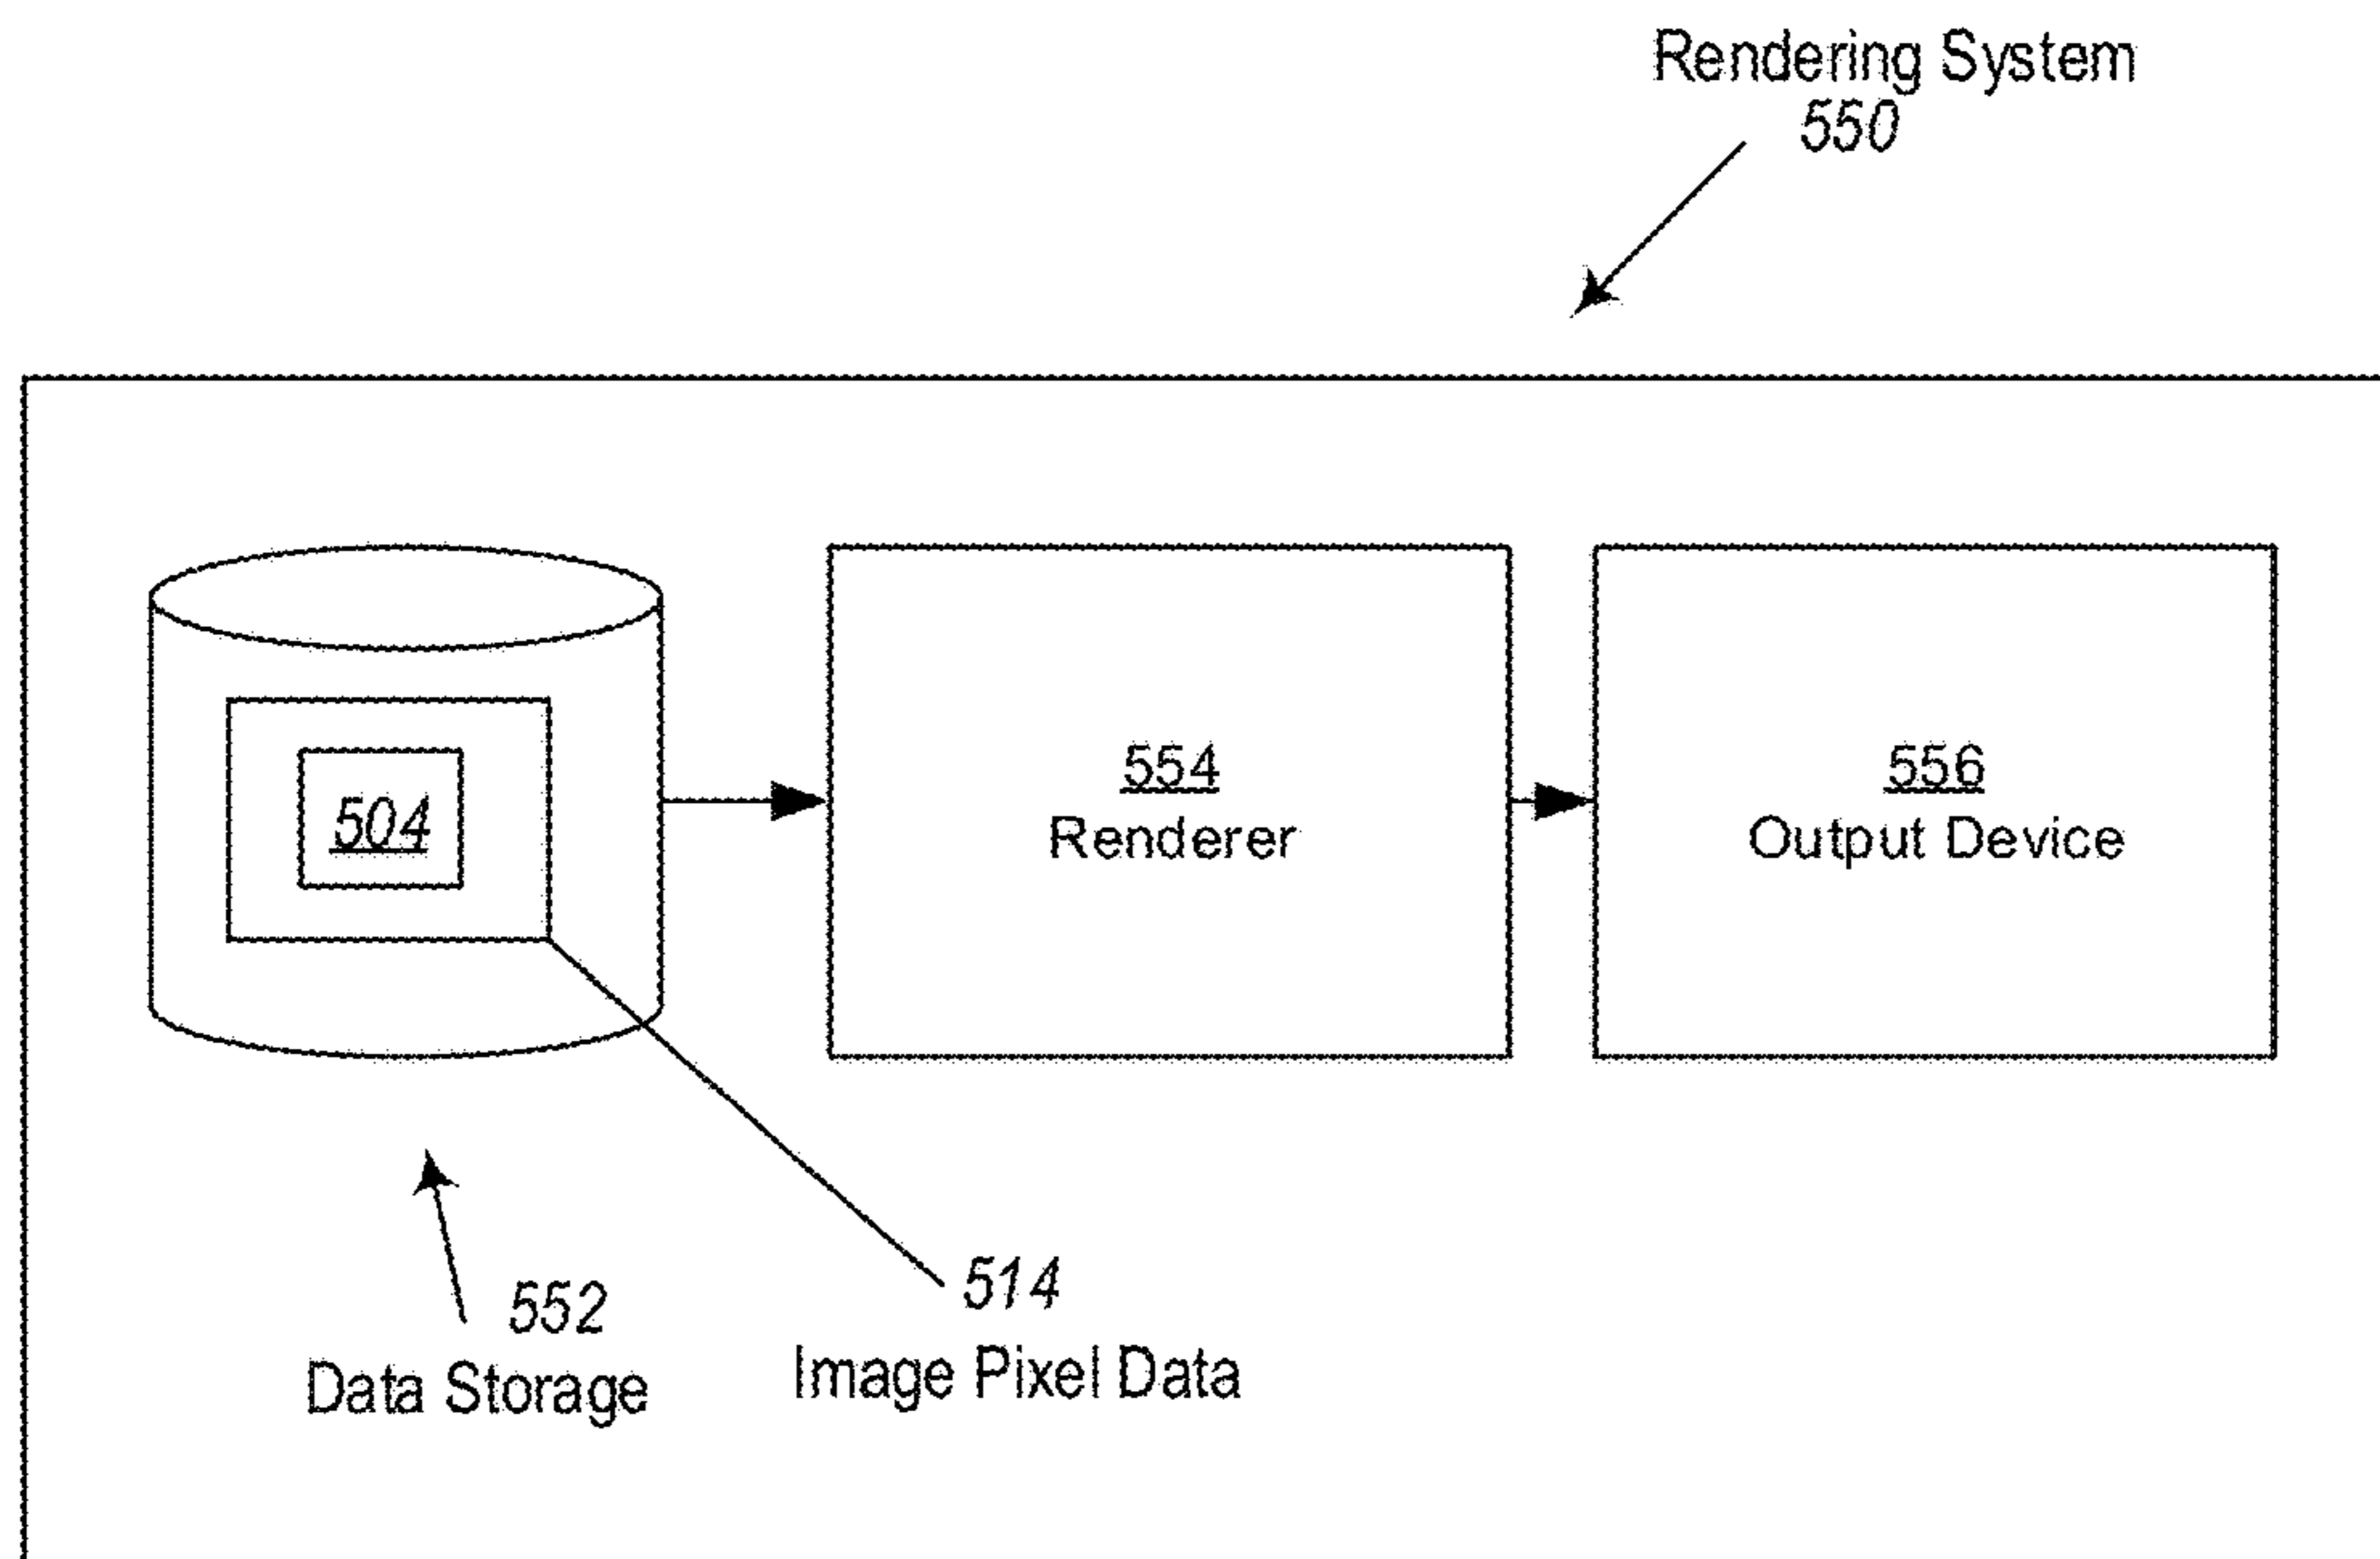 Rendering System
550
504
554
Renderer
556
Output Device
552
Data Storage
514
Image Pixel Data